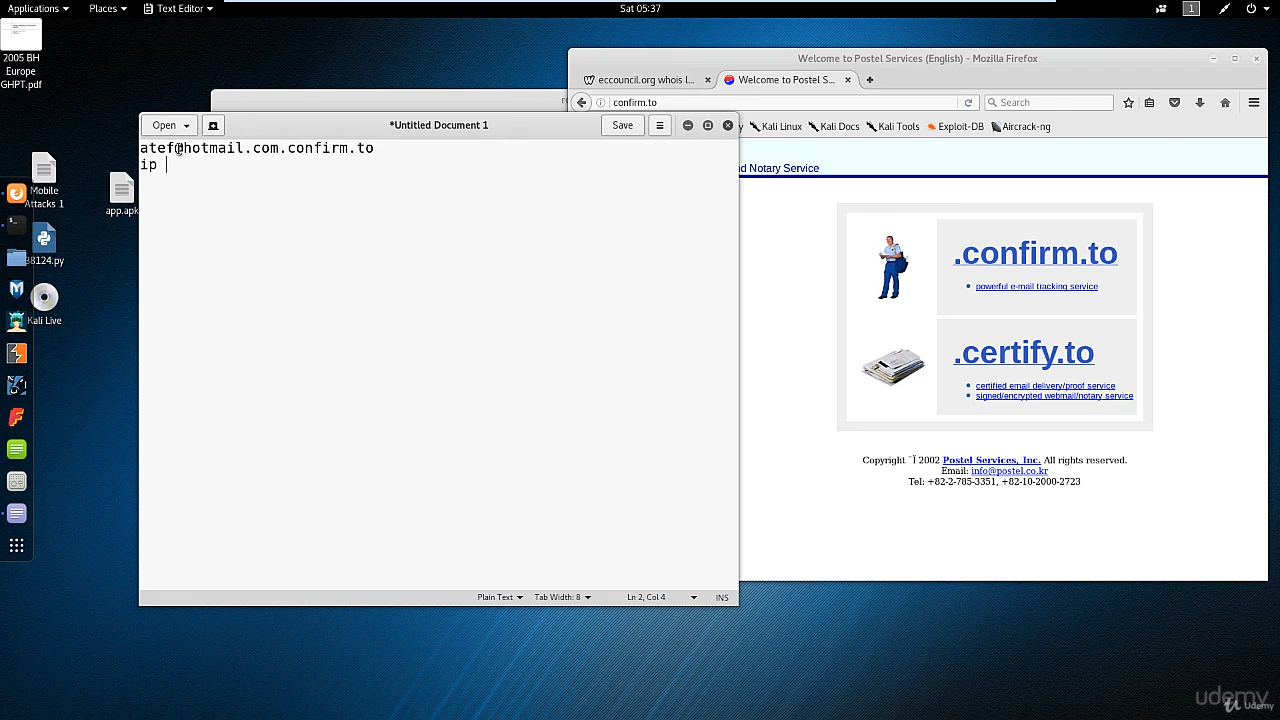 Applications
Places
Text Editor
Sat 05:37
1
2005 BH
Europe
GHPT.pdf
Mobile
Attacks 1
app.apk
38124.py
Kali Live
Welcome to Postel Services (English) - Mozilla Firefox
eccouncil.org whois l...
Welcome to Postel S...
confirm.to
Search
Kali Linux
Kali Docs
Kali Tools
Exploit-DB
Aircrack-ng
nd Notary Service
.confirm.to
powerful e-mail tracking service
.certify.to
certified email delivery/proof service
signed/encrypted webmail/notary service
Copyright ¨Ï 2002 Postel Services, Inc. All rights reserved.
Email: info@postel.co.kr
Tel: +82-2-785-3351, +82-10-2000-2723
Open
*Untitled Document 1
Save
atef@hotmail.com.confirm.to
ip
Plain Text
Tab Width: 8
Ln 2, Col 4
INS
udemy
Udemy